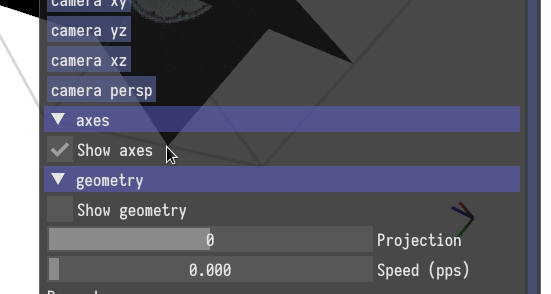 camera xy
camera yz
camera xz
camera persp
axes
Show axes
geometry
Show geometry
0 Projection
0.000 Speed (pps)